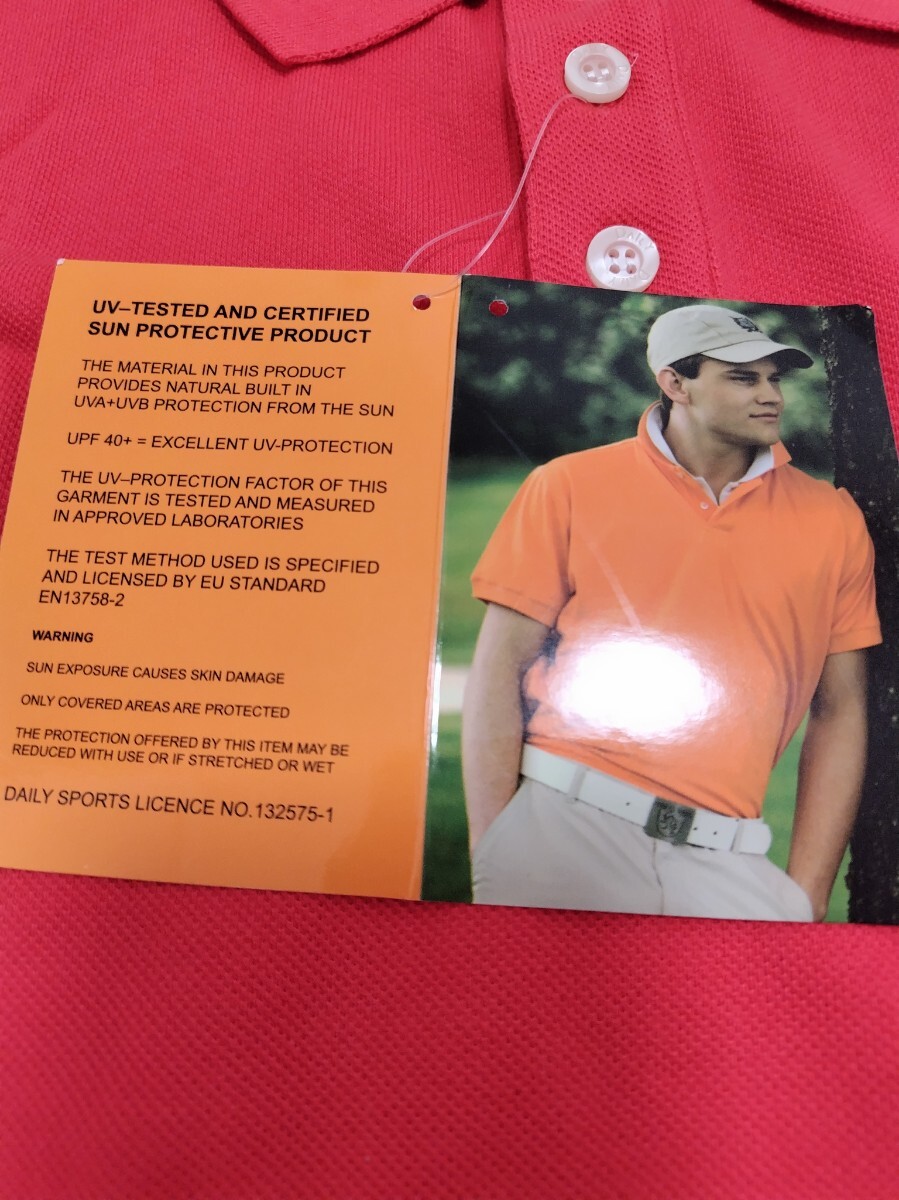 DAILY
UV–TESTED AND CERTIFIED
SUN PROTECTIVE PRODUCT
THE MATERIAL IN THIS PRODUCT
PROVIDES NATURAL BUILT IN
UVA+UVB PROTECTION FROM THE SUN
UPF 40+ = EXCELLENT UV-PROTECTION
THE UV–PROTECTION FACTOR OF THIS
GARMENT IS TESTED AND MEASURED
IN APPROVED LABORATORIES
THE TEST METHOD USED IS SPECIFIED
AND LICENSED BY EU STANDARD
EN13758-2
WARNING
SUN EXPOSURE CAUSES SKIN DAMAGE
ONLY COVERED AREAS ARE PROTECTED
THE PROTECTION OFFERED BY THIS ITEM MAY BE
REDUCED WITH USE OR IF STRETCHED OR WET
DAILY SPORTS LICENCE NO.132575-1